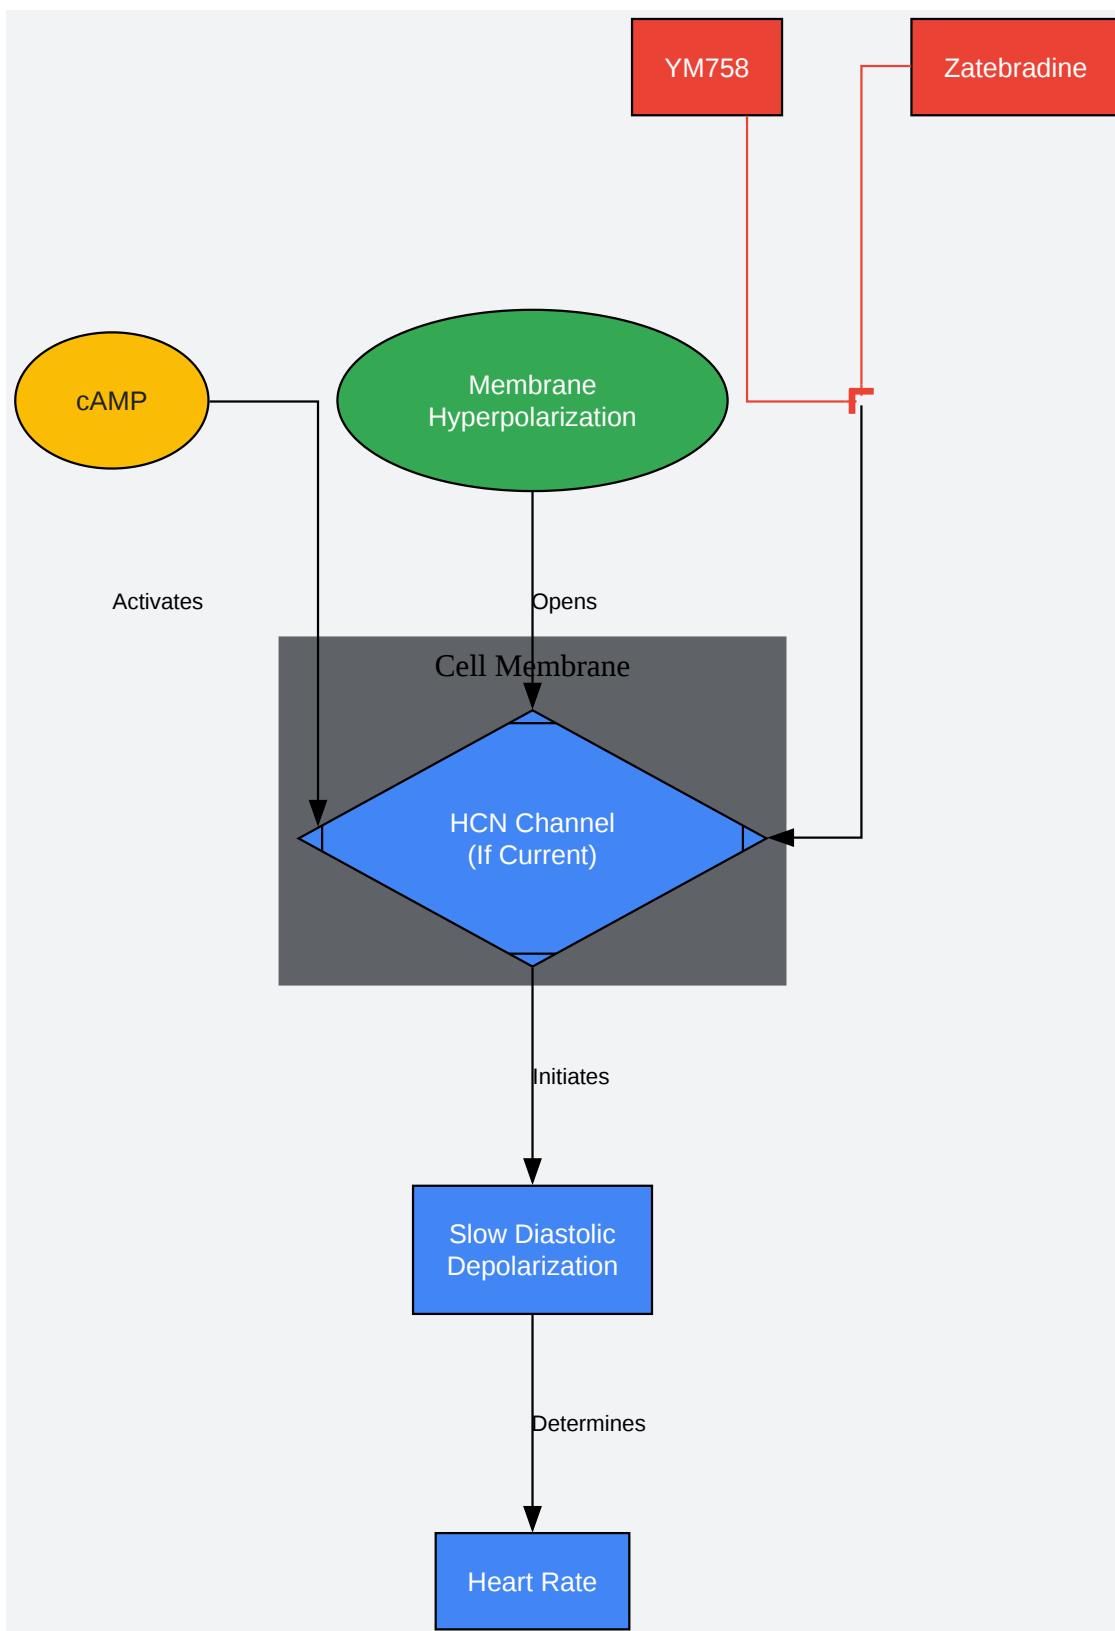 YM758
Zatebradine
cAMP
Membrane
Hyperpolarization
Activates
Opens
Cell Membrane
HCN Channel
(If Current)
Initiates
Slow Diastolic
Depolarization
Determines
Heart Rate